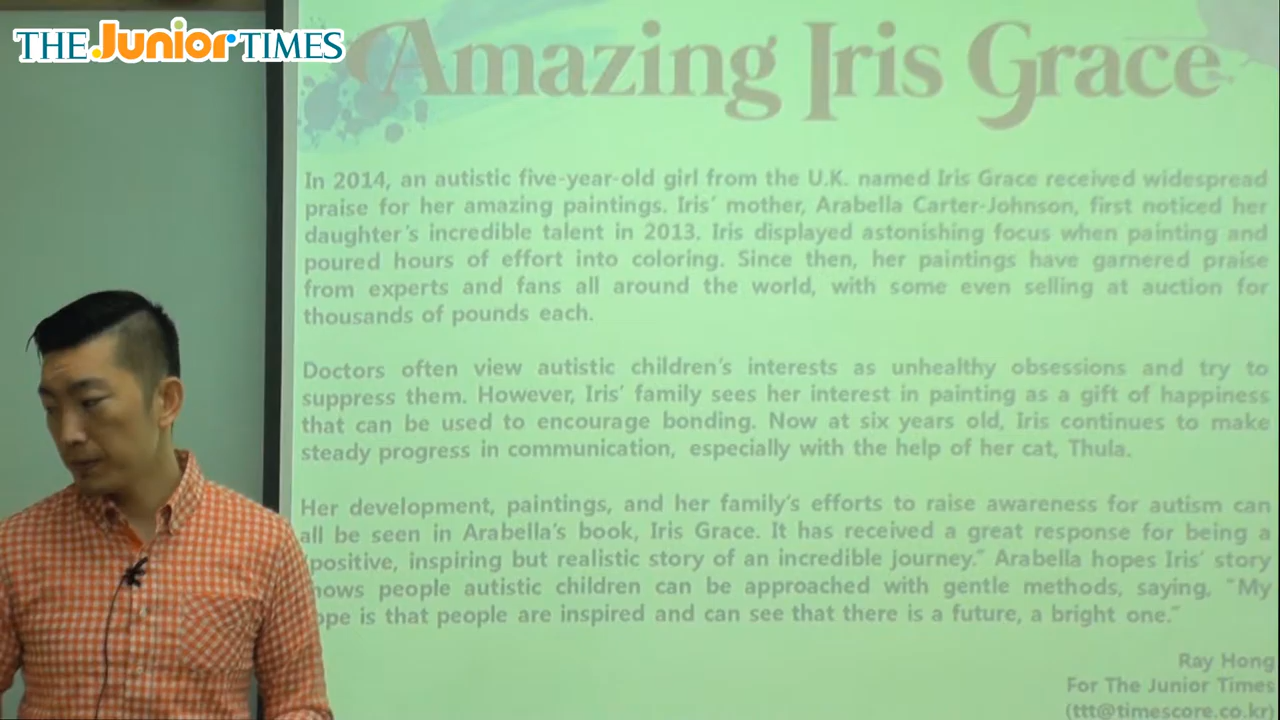 THE Junior TIMES
Amazing Iris Grace
In 2014, an autistic five-year-old girl from the U.K. named Iris Grace received widespread
praise for her amazing paintings. Iris' mother, Arabella Carter-Johnson, first noticed her
daughter's incredible talent in 2013. Iris displayed astonishing focus when painting and
poured hours of effort into coloring. Since then, her paintings have garnered praise
from experts and fans all around the world, with some even selling at auction for
thousands of pounds each.
Doctors often view autistic children's interests as unhealthy obsessions and try to
suppress them. However, Iris' family sees her interest in painting as a gift of happiness
that can be used to encourage bonding. Now at six years old, Iris continues to make
steady progress in communication, especially with the help of her cat, Thula.
Her development, paintings, and her family's efforts to raise awareness for autism can
all be seen in Arabella's book, Iris Grace. It has received a great response for being a
positive, inspiring but realistic story of an incredible journey." Arabella hopes Iris' story
people autistic children can be approached with gentle methods, saying, "My
is that people are inspired and can see that there is a future, a bright one."
Ray Hong
For The Junior Times
(ttt@timescore.co.kr)